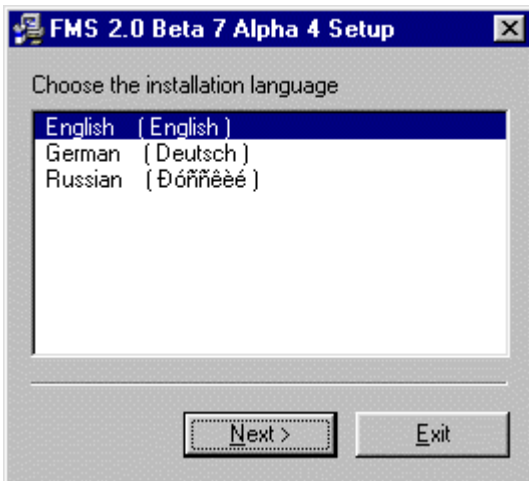 FMS 2.0 Beta 7 Alpha 4 Setup
Choose the installation language
English ( English )
German ( Deutsch )
Russian ( Ðóññêèé )
Next >
Exit